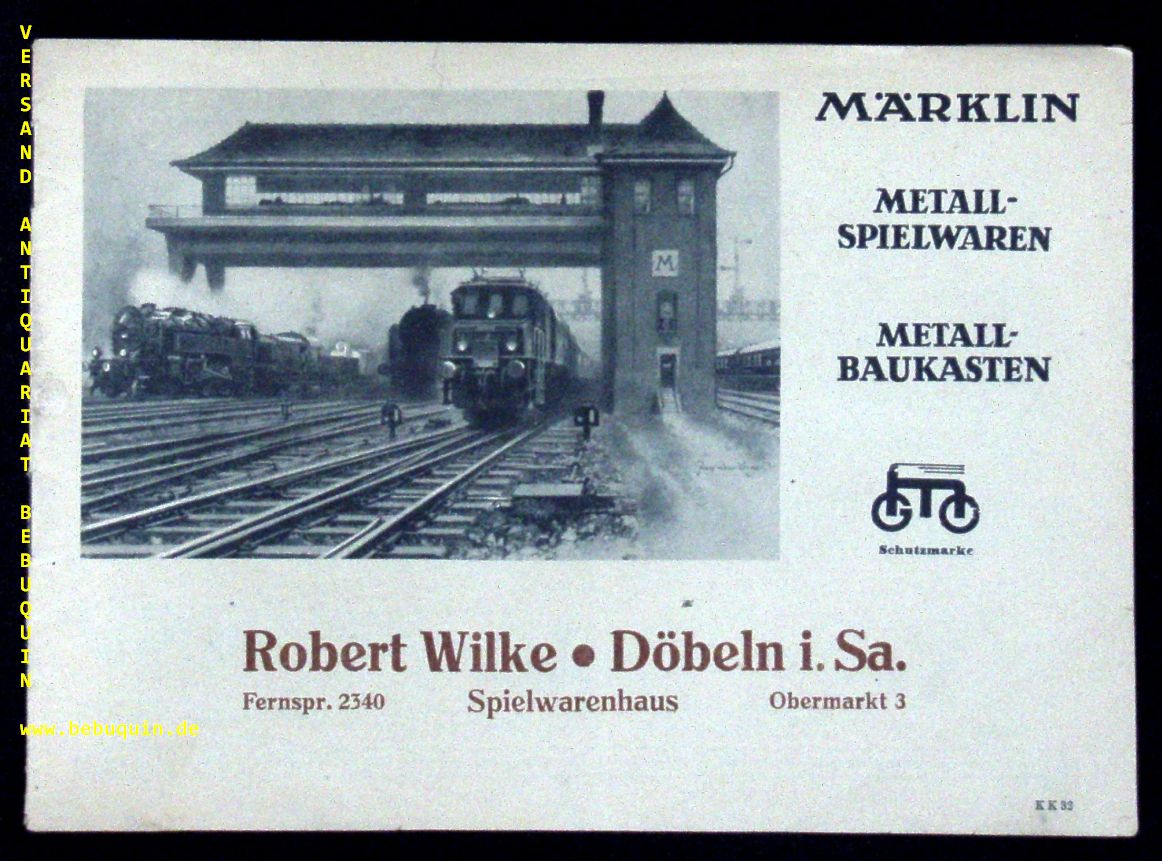 MÄRKLIN
METALL-
SPIELWAREN
METALL-
BAUKASTEN
M
Schutzmarke
Robert Wilke • Döbeln i. Sa.
Fernspr. 2340 Spielwarenhaus Obermarkt 3
KK 32
VERSAND ANTIQUARIAT BEBUQUIN
www.bebuquin.de